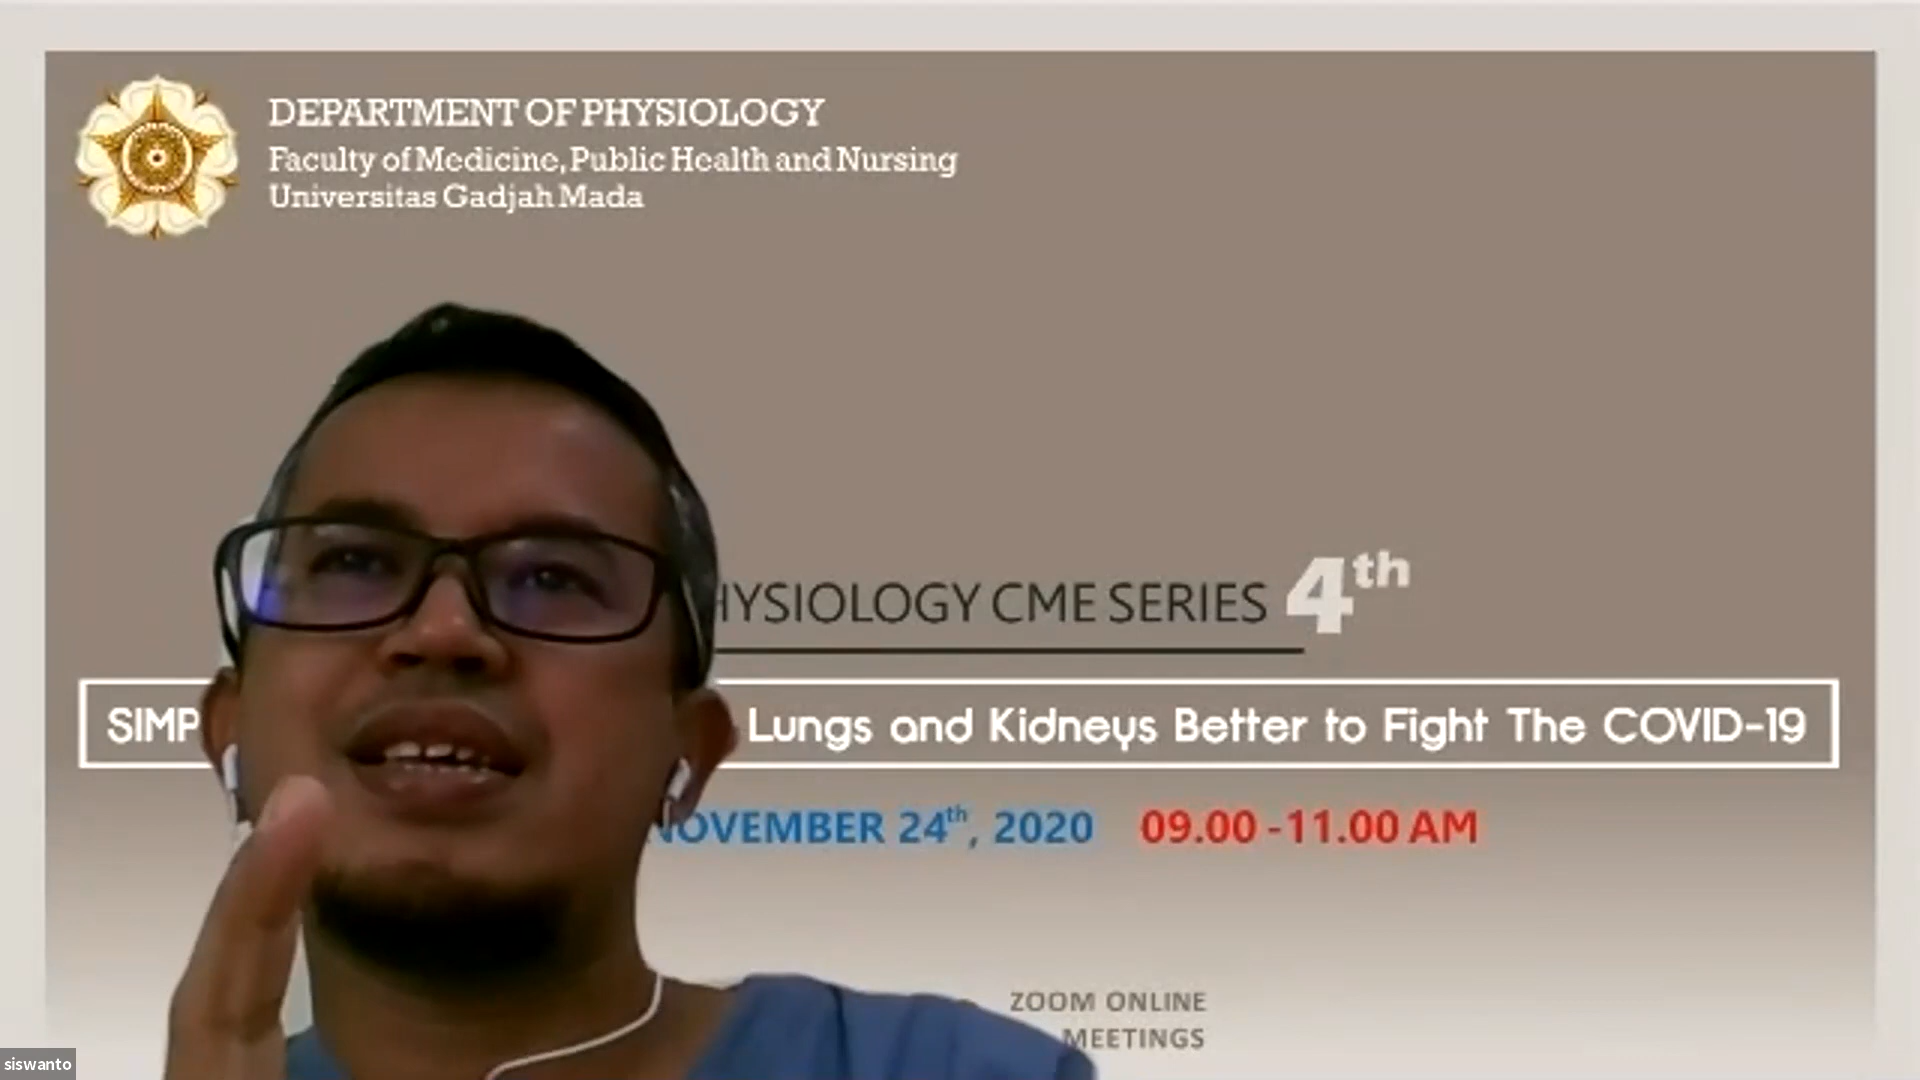 DEPARTMENT OF PHYSIOLOGY
Faculty of Medicine, Public Health and Nursing
Universitas Gadjah Mada
HYSIOLOGY CME SERIES 4th
SIMP Lungs and Kidneys Better to Fight The COVID-19
NOVEMBER 24th, 2020 09.00 - 11.00 AM
ZOOM ONLINE
MEETINGS
siswanto